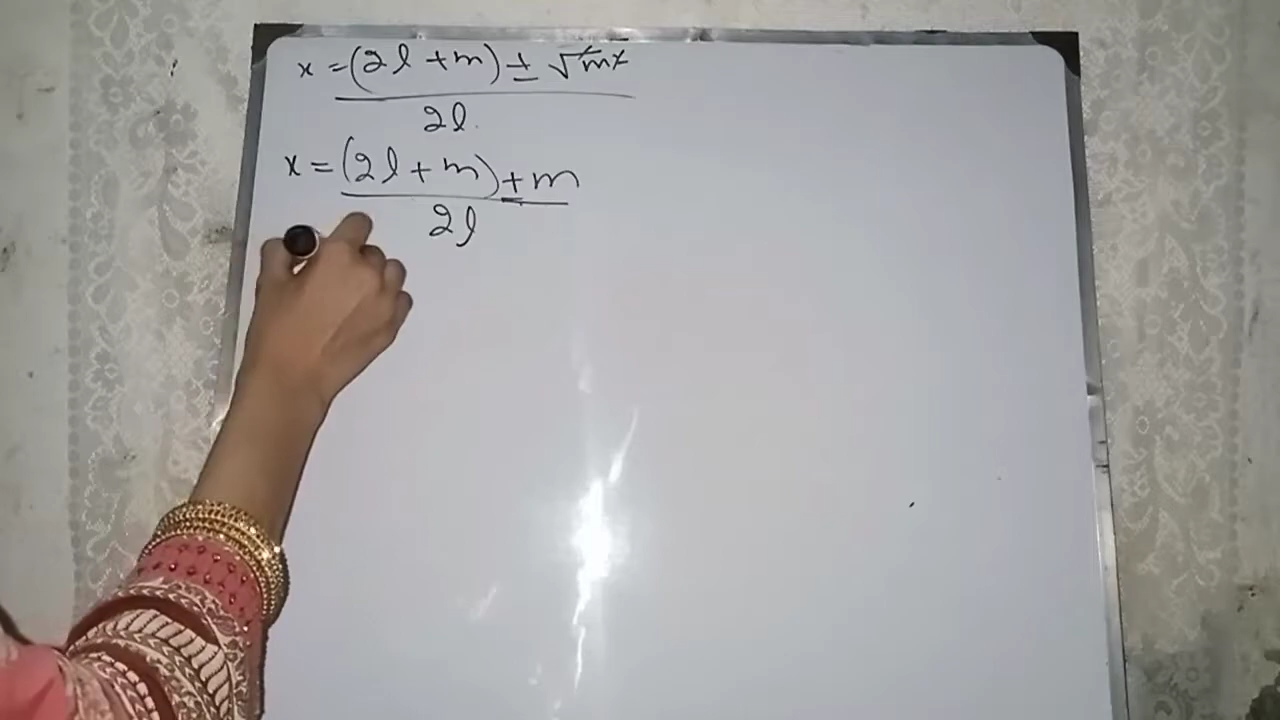 x = (2l + m) ± √m²
2l
x = (2l + m) ± m
2l